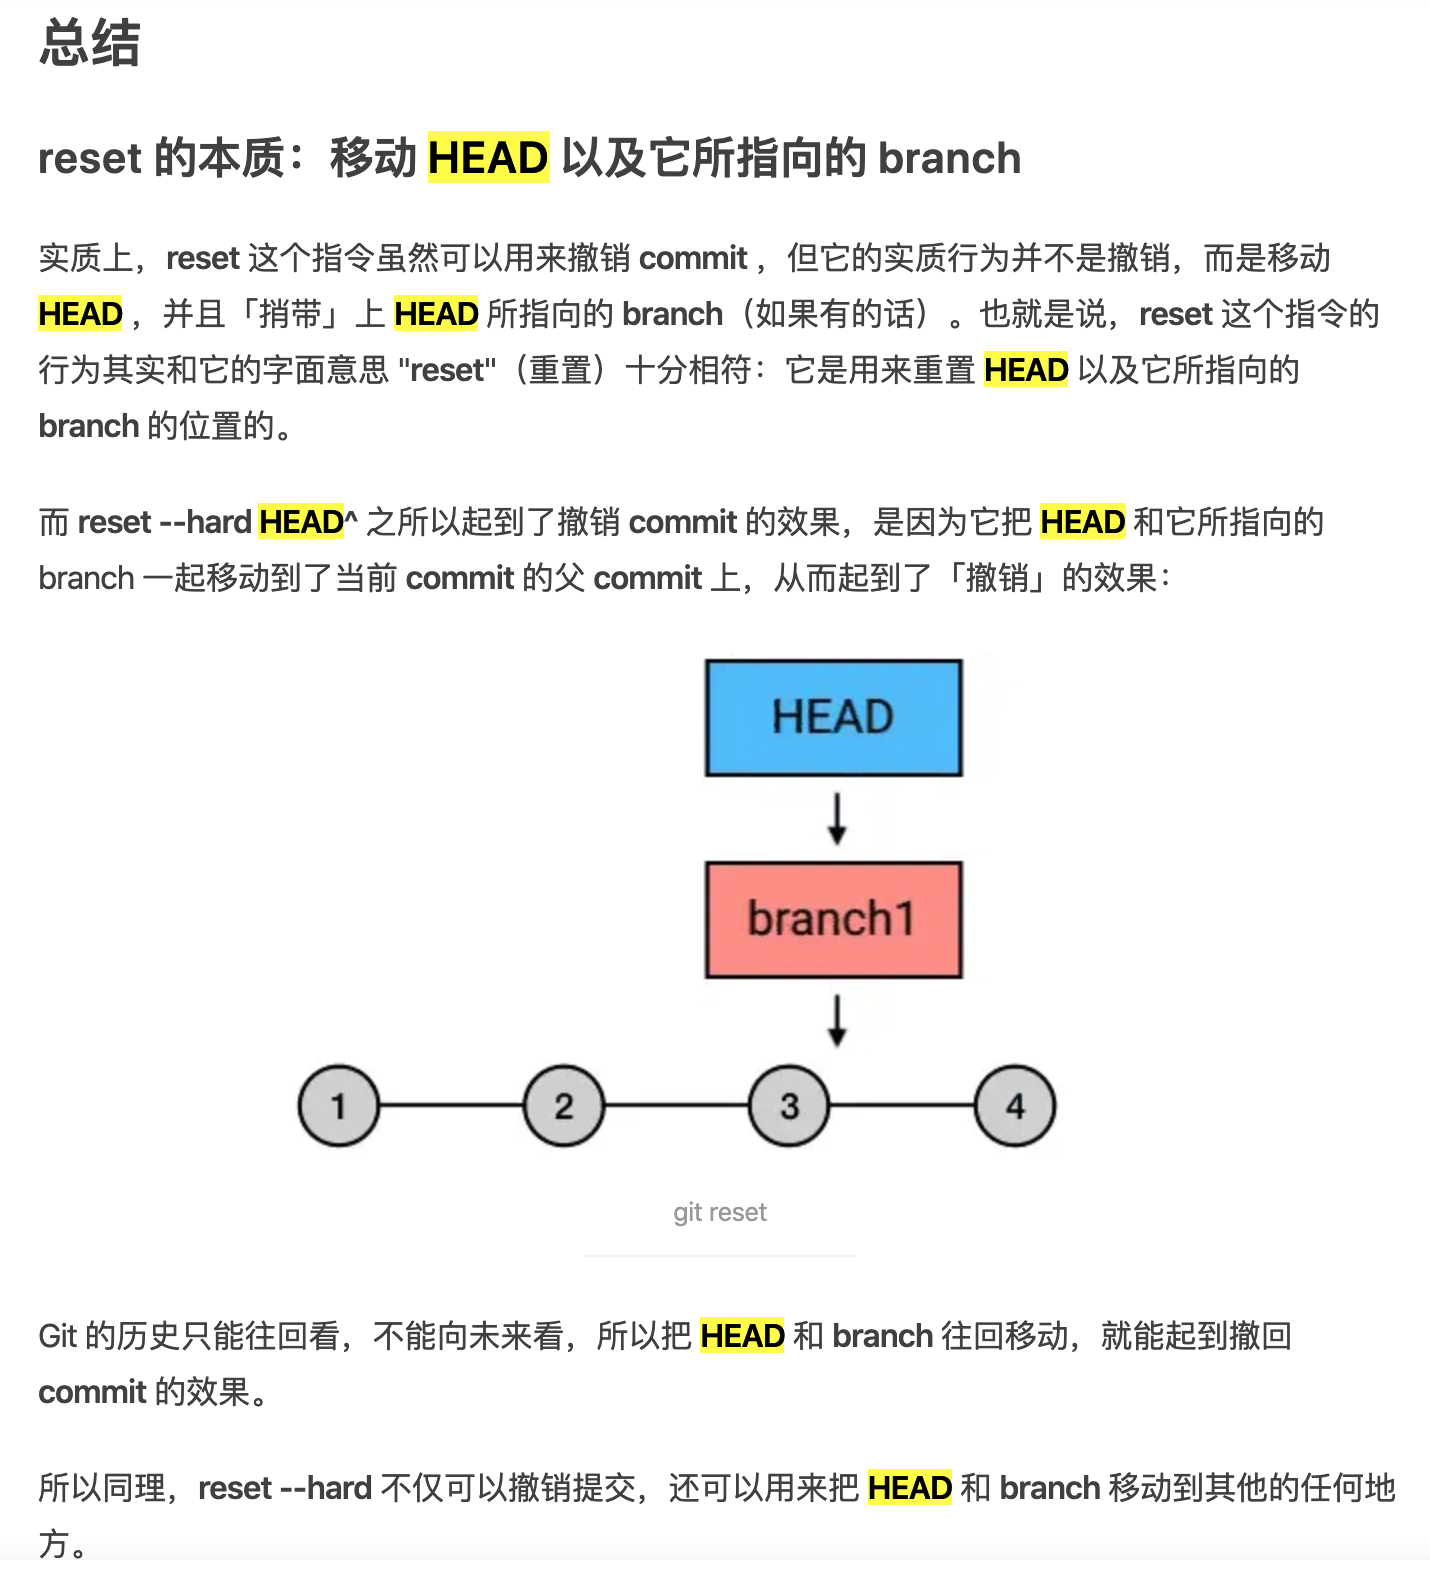 总结
reset 的本质：移动 HEAD 以及它所指向的 branch
实质上，reset 这个指令虽然可以用来撤销 commit ，但它的实质行为并不是撤销，而是移动
HEAD ，并且「捎带」上 HEAD 所指向的 branch（如果有的话）。也就是说，reset 这个指令的
行为其实和它的字面意思 "reset"（重置）十分相符：它是用来重置 HEAD 以及它所指向的
branch 的位置的。
而 reset --hard HEAD^ 之所以起到了撤销 commit 的效果，是因为它把 HEAD 和它所指向的
branch 一起移动到了当前 commit 的父 commit 上，从而起到了「撤销」的效果：
HEAD
branch1
1 2 3 4
git reset
Git 的历史只能往回看，不能向未来看，所以把 HEAD 和 branch 往回移动，就能起到撤回
commit 的效果。
所以同理，reset --hard 不仅可以撤销提交，还可以用来把 HEAD 和 branch 移动到其他的任何地
方。